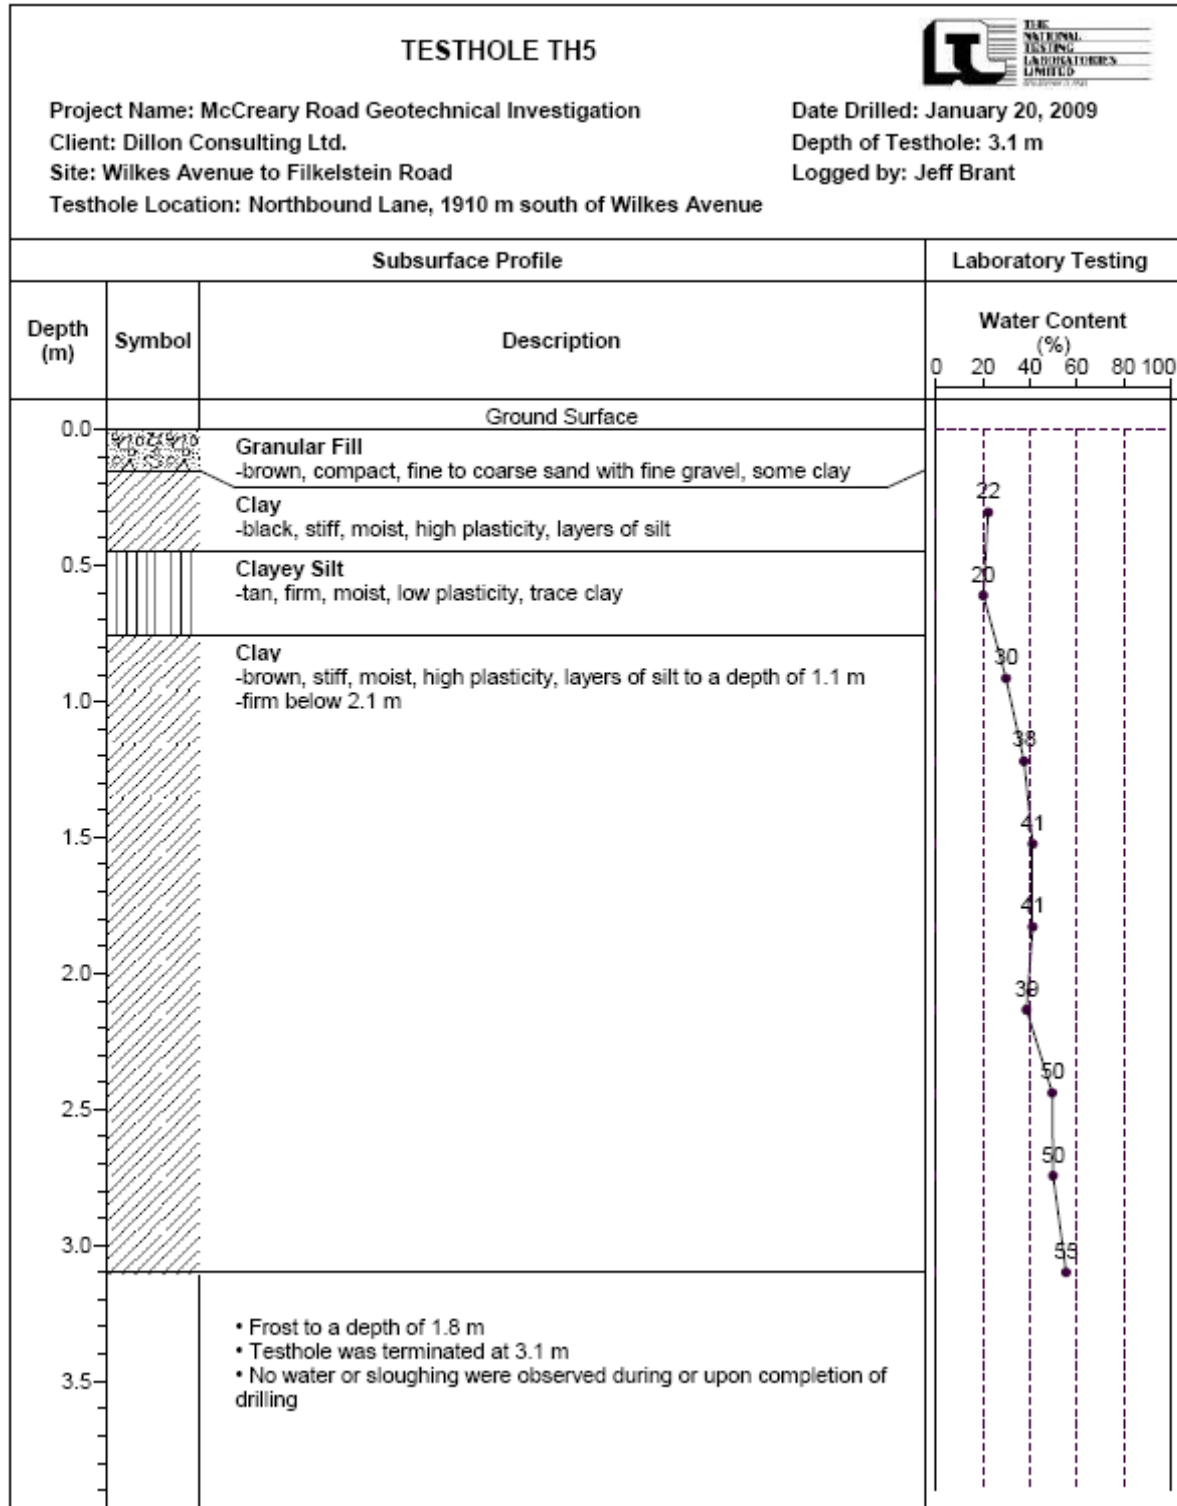 TESTHOLE TH5
THE
NATIONAL
TESTING
LABORATORIES
LIMITED
Project Name: McCreary Road Geotechnical Investigation
Date Drilled: January 20, 2009
Client: Dillon Consulting Ltd.
Depth of Testhole: 3.1 m
Site: Wilkes Avenue to Filkelstein Road
Logged by: Jeff Brant
Testhole Location: Northbound Lane, 1910 m south of Wilkes Avenue
Subsurface Profile
Laboratory Testing
Depth
(m)
Symbol
Description
Water Content
(%)
0 20 40 60 80 100
Ground Surface
0.0
Granular Fill
-brown, compact, fine to coarse sand with fine gravel, some clay
22
Clay
-black, stiff, moist, high plasticity, layers of silt
0.5
Clayey Silt
-tan, firm, moist, low plasticity, trace clay
20
Clay
-brown, stiff, moist, high plasticity, layers of silt to a depth of 1.1 m
-firm below 2.1 m
30
1.0
38
1.5
41
41
2.0
39
50
2.5
50
3.0
55
• Frost to a depth of 1.8 m
• Testhole was terminated at 3.1 m
• No water or sloughing were observed during or upon completion of
drilling
3.5